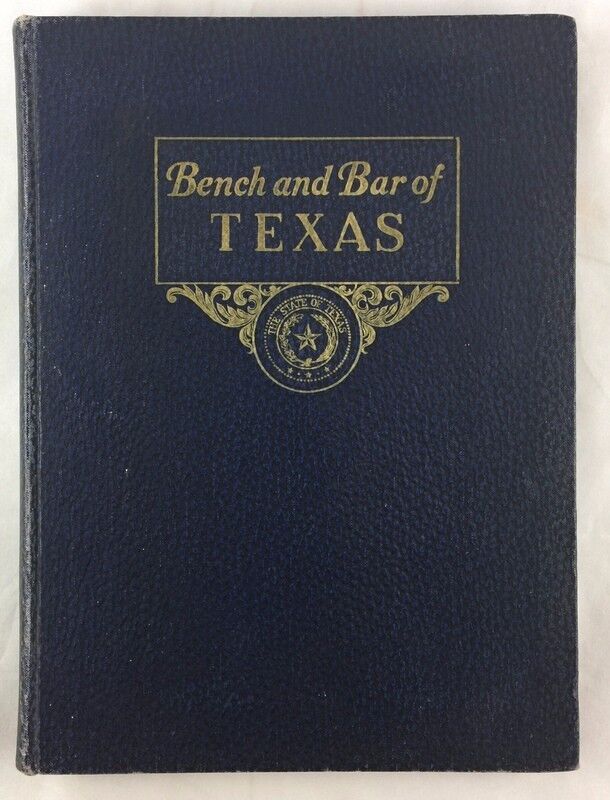 Bench and Bar of
TEXAS
THE STATE OF TEXAS